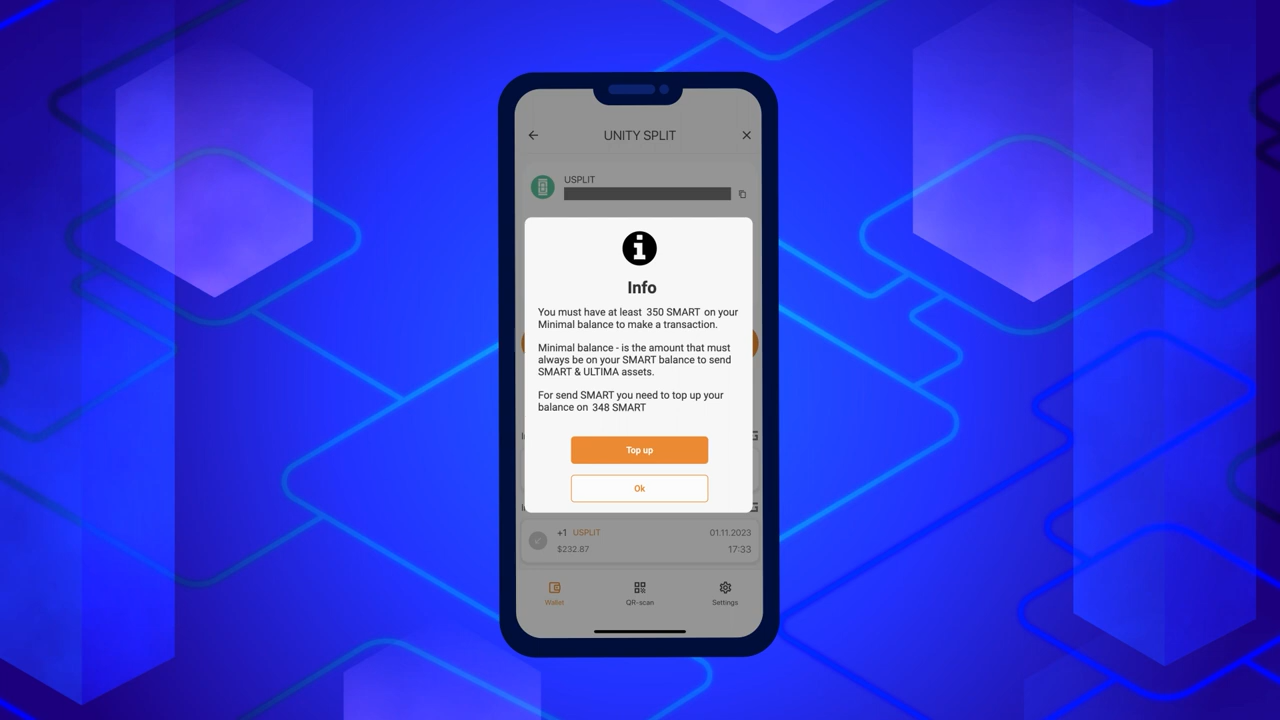 UNITY SPLIT
USPLIT
Info
You must have at least 350 SMART on your
Minimal balance to make a transaction.
Minimal balance - is the amount that must
always be on your SMART balance to send
SMART & ULTIMA assets.
For send SMART you need to top up your
balance on 348 SMART
Top up
Ok
+1 USPLIT 01.11.2023
$232.87 17:33
Wallet QR-scan Settings